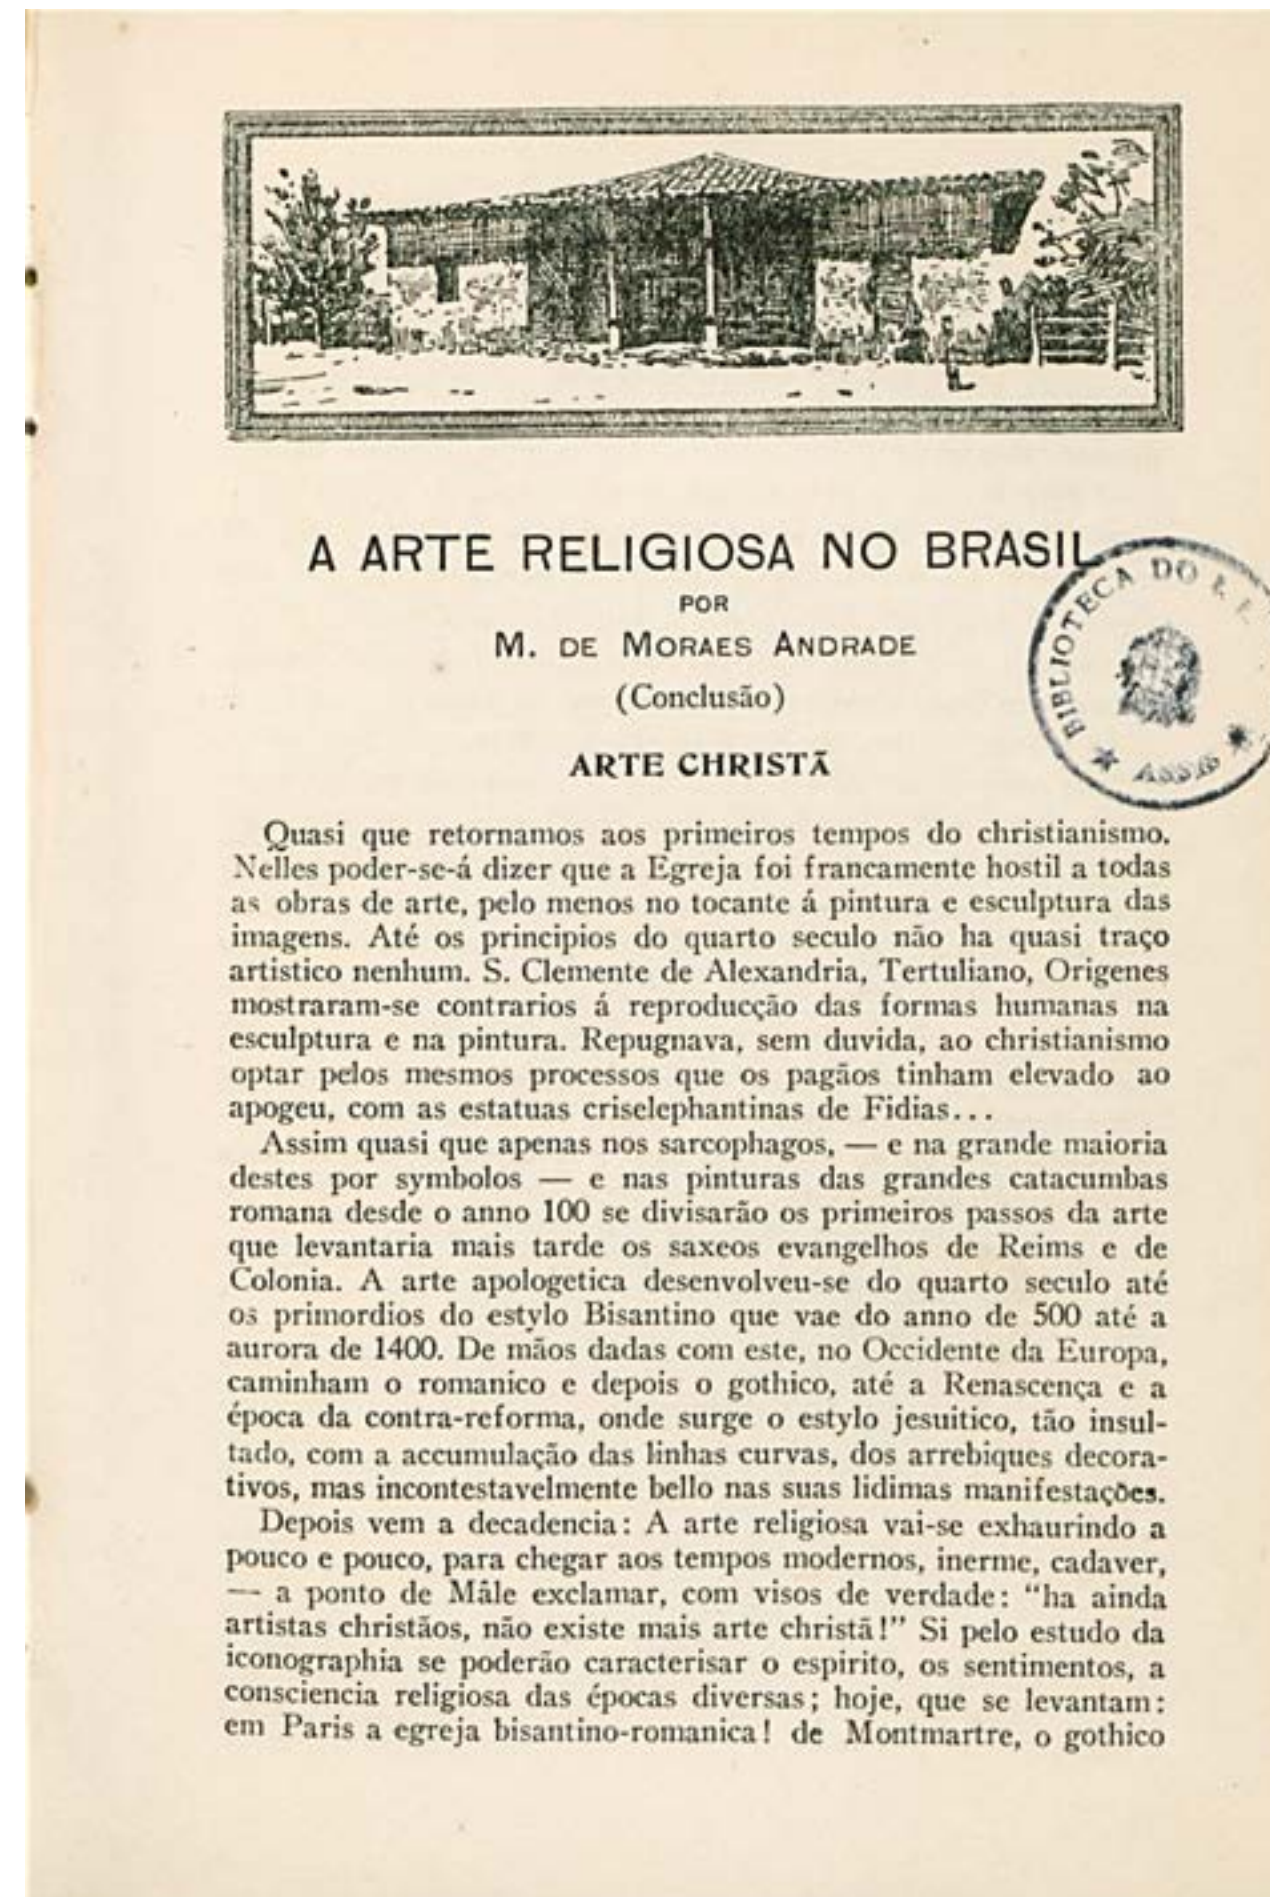 A ARTE RELIGIOSA NO BRASIL
POR
M. DE MORAES ANDRADE
(Conclusão)
ARTE CHRISTÃ
BIBLIOTECA DO
ASSIS
Quasi que retornamos aos primeiros tempos do christianismo.
Nelles poder-se-á dizer que a Egreja foi francamente hostil a todas
as obras de arte, pelo menos no tocante á pintura e esculptura das
imagens. Até os principios do quarto seculo não ha quasi traço
artistico nenhum. S. Clemente de Alexandria, Tertuliano, Origenes
mostraram-se contrarios á reproducção das formas humanas na
esculptura e na pintura. Repugnava, sem duvida, ao christianismo
optar pelos mesmos processos que os pagãos tinham elevado ao
apogeu, com as estatuas criselephantinas de Fidias...
Assim quasi que apenas nos sarcophagos, — e na grande maioria
destes por symbolos — e nas pinturas das grandes catacumbas
romana desde o anno 100 se divisarão os primeiros passos da arte
que levantaria mais tarde os saxeos evangelhos de Reims e de
Colonia. A arte apologetica desenvolveu-se do quarto seculo até
os primordios do estylo Bisantino que vae do anno de 500 até a
aurora de 1400. De mãos dadas com este, no Occidente da Europa,
caminham o romanico e depois o gothico, até a Renascença e a
época da contra-reforma, onde surge o estylo jesuitico, tão insul-
tado, com a accumulação das linhas curvas, dos arrebiques decora-
tivos, mas incontestavelmente bello nas suas lidimas manifestações.
Depois vem a decadencia: A arte religiosa vai-se exhaurindo a
pouco e pouco, para chegar aos tempos modernos, inerme, cadaver,
— a ponto de Mâle exclamar, com visos de verdade: "ha ainda
artistas christãos, não existe mais arte christã!" Si pelo estudo da
iconographia se poderão caracterisar o espirito, os sentimentos, a
consciencia religiosa das épocas diversas; hoje, que se levantam:
em Paris a egreja bisantino-romanica! de Montmartre, o gothico